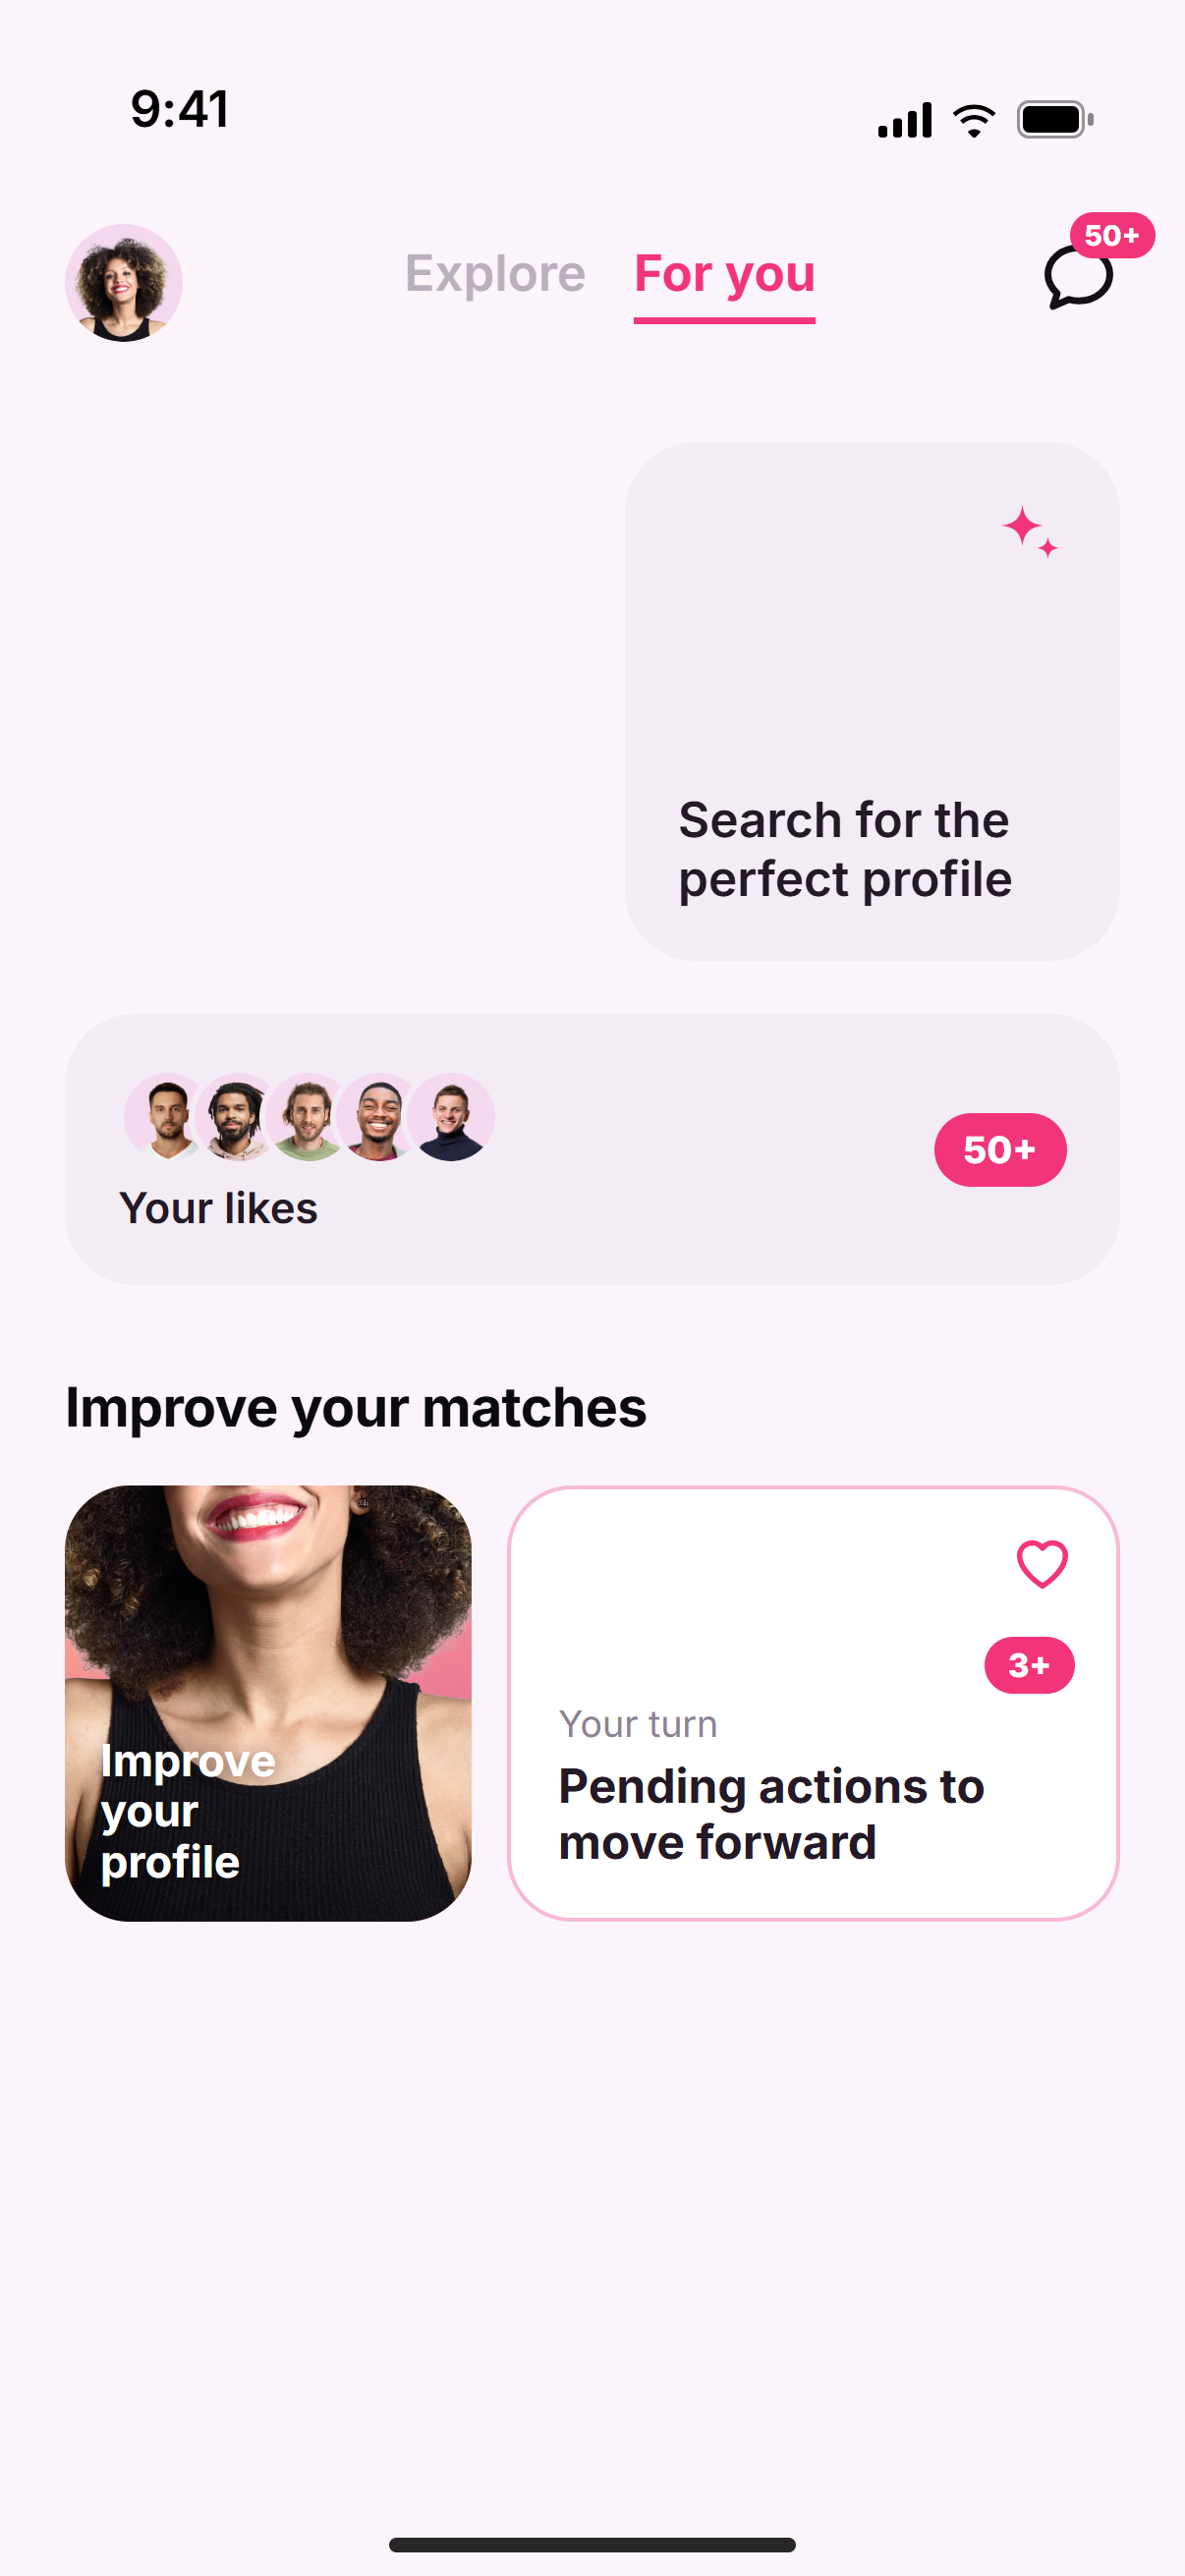 9:41
Explore For you
50+
Search for the
perfect profile
50+
Your likes
Improve your matches
Improve
your
profile
3+
Your turn
Pending actions to
move forward